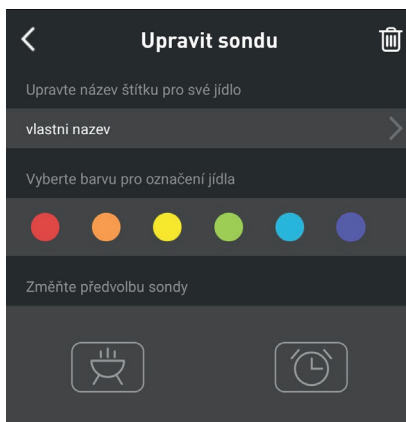 Upravit sondu
Upravte název štítku pro své jídlo
vlastni nazev
Vyberte barvu pro označení jídla
Změňte předvolbu sondy